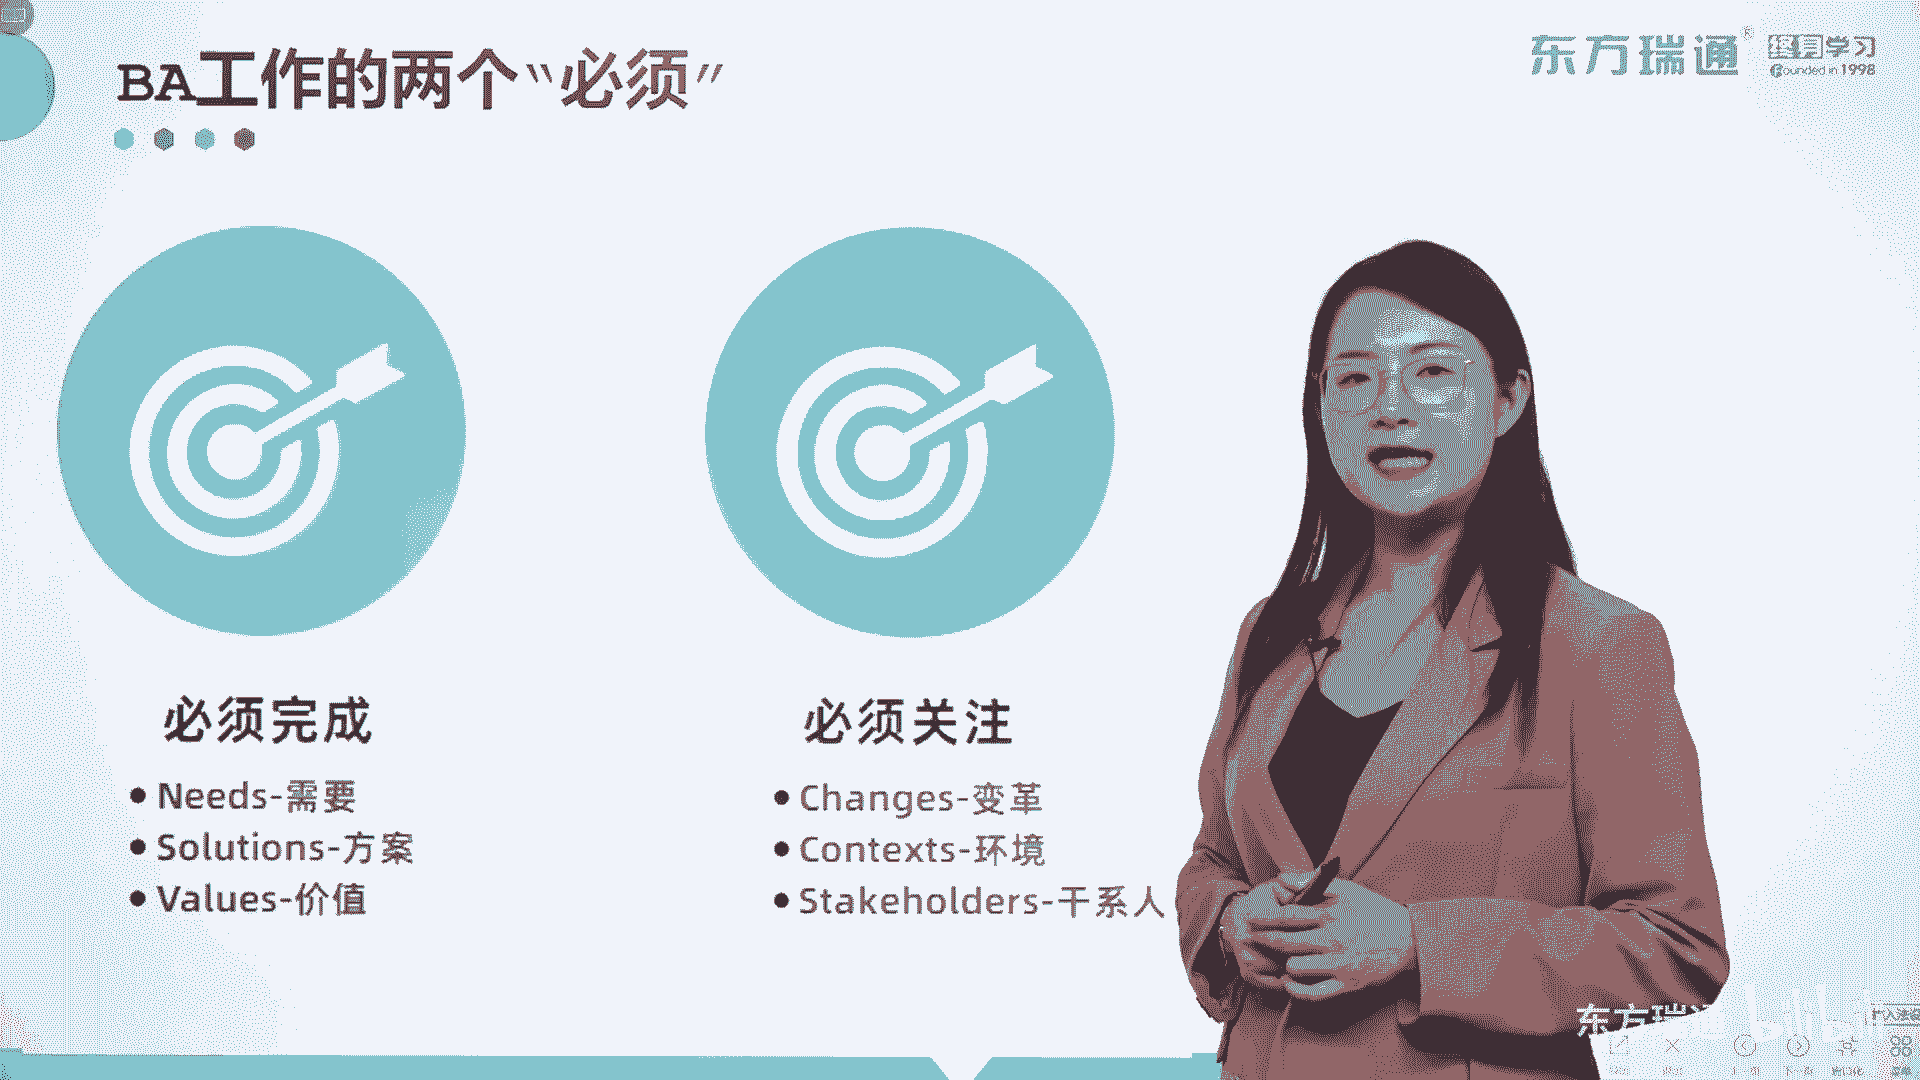 BA工作的两个“必须”
东方瑞通®
终身学习
Founded in 1998
必须完成
Needs-需要
Solutions-方案
Values-价值
必须关注
Changes-变革
Contexts-环境
Stakeholders-干系人
东方瑞通
bilibili